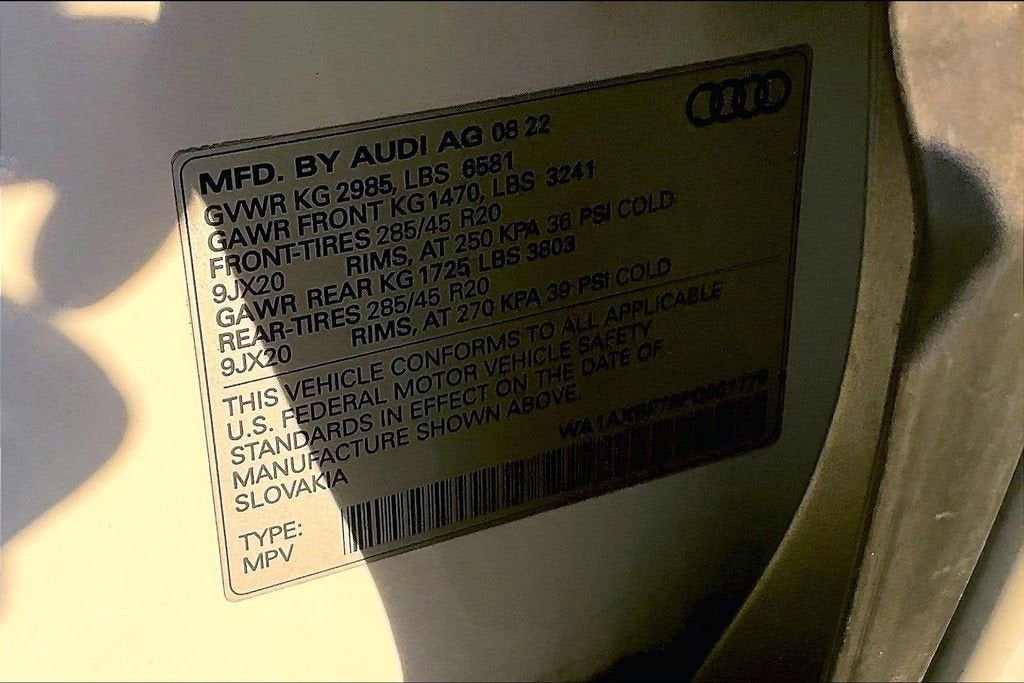 MFD. BY AUDI AG 08 22
GVWR KG 2985, LBS 6581
GAWR FRONT KG1470, LBS 3241
FRONT-TIRES 285/45 R20
9JX20 RIMS, AT 250 KPA 36 PSI COLD
GAWR REAR KG 1725, LBS 3803
REAR-TIRES 285/45 R20
9JX20 RIMS, AT 270 KPA 39 PSI COLD
THIS VEHICLE CONFORMS TO ALL APPLICABLE
U.S. FEDERAL MOTOR VEHICLE SAFETY
STANDARDS IN EFFECT ON THE DATE OF
MANUFACTURE SHOWN ABOVE.
SLOVAKIA
TYPE:
MPV